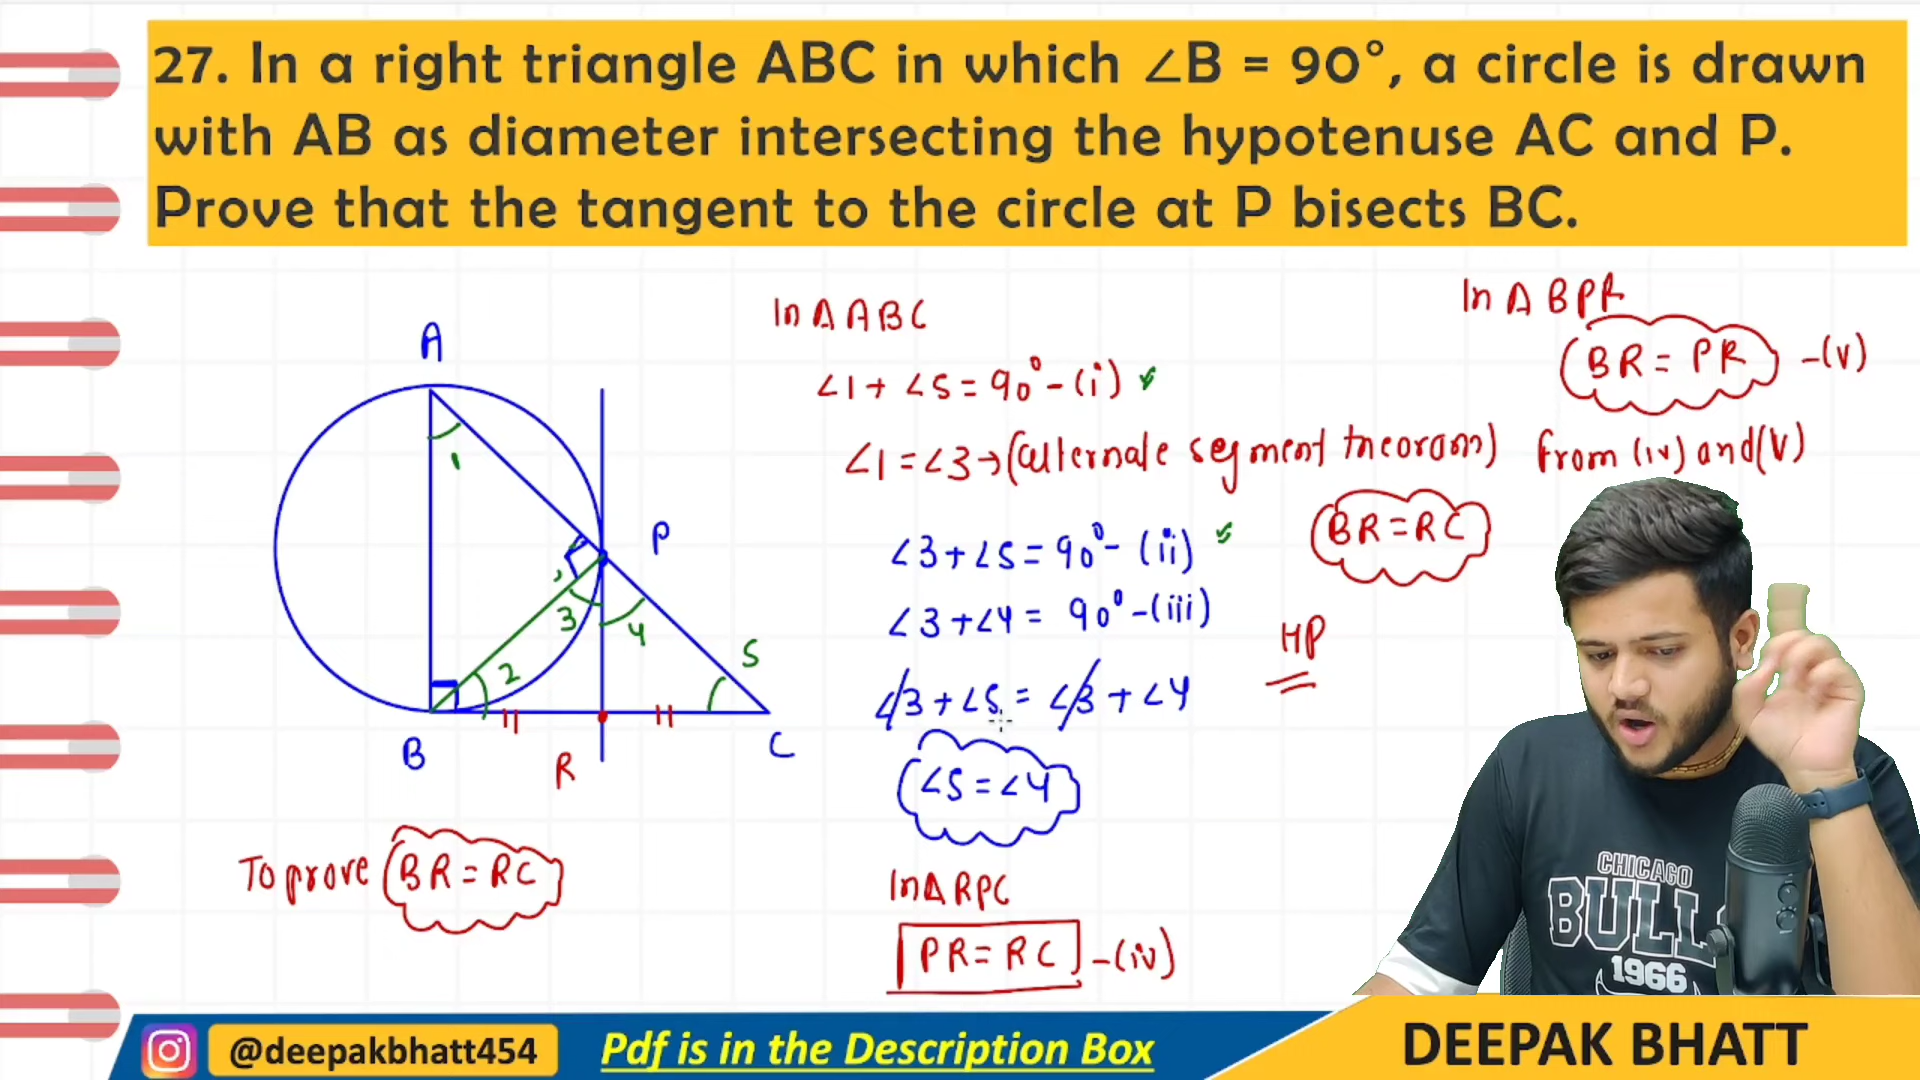 27. In a right triangle ABC in which ∠B = 90°, a circle is drawn
with AB as diameter intersecting the hypotenuse AC and P.
Prove that the tangent to the circle at P bisects BC.
A
1
P
3
4
2
5
B
R
C
To prove BR = RC
In Δ ABC
∠1 + ∠5 = 90° - (i)
∠1 = ∠3 → (alternate segment theorom)
∠3 + ∠5 = 90° - (ii)
∠3 + ∠4 = 90° - (iii)
∠3 + ∠5 = ∠3 + ∠4
∠5 = ∠4
In Δ RPC
PR = RC - (iv)
In Δ BPR
BR = PR - (v)
from (iv) and (v)
BR = RC
HP
CHICAGO
BULL
1966
@deepakbhatt454
Pdf is in the Description Box
DEEPAK BHATT